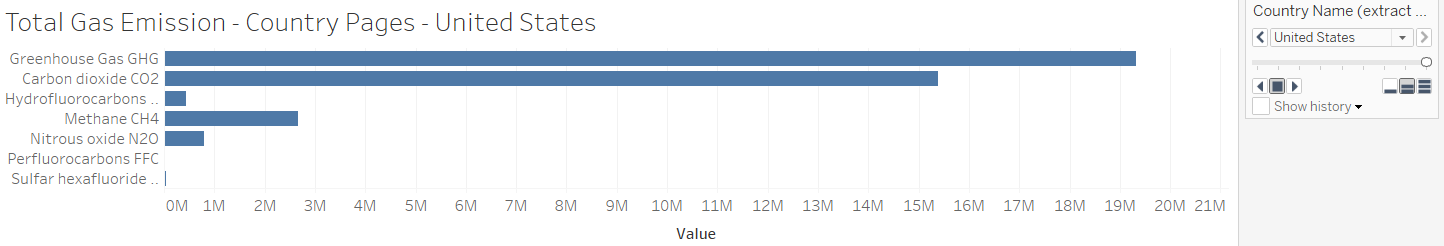 Total Gas Emission - Country Pages - United States
Greenhouse Gas GHG
Carbon dioxide CO2
Hydrofluorocarbons ..
Methane CH4
Nitrous oxide N2O
Perfluorocarbons FFC
Sulfar hexafluoride ..
0M 1M 2M 3M 4M 5M 6M 7M 8M 9M 10M 11M 12M 13M 14M 15M 16M 17M 18M 19M 20M 21M
Value
Country Name (extract ...
United States
Show history